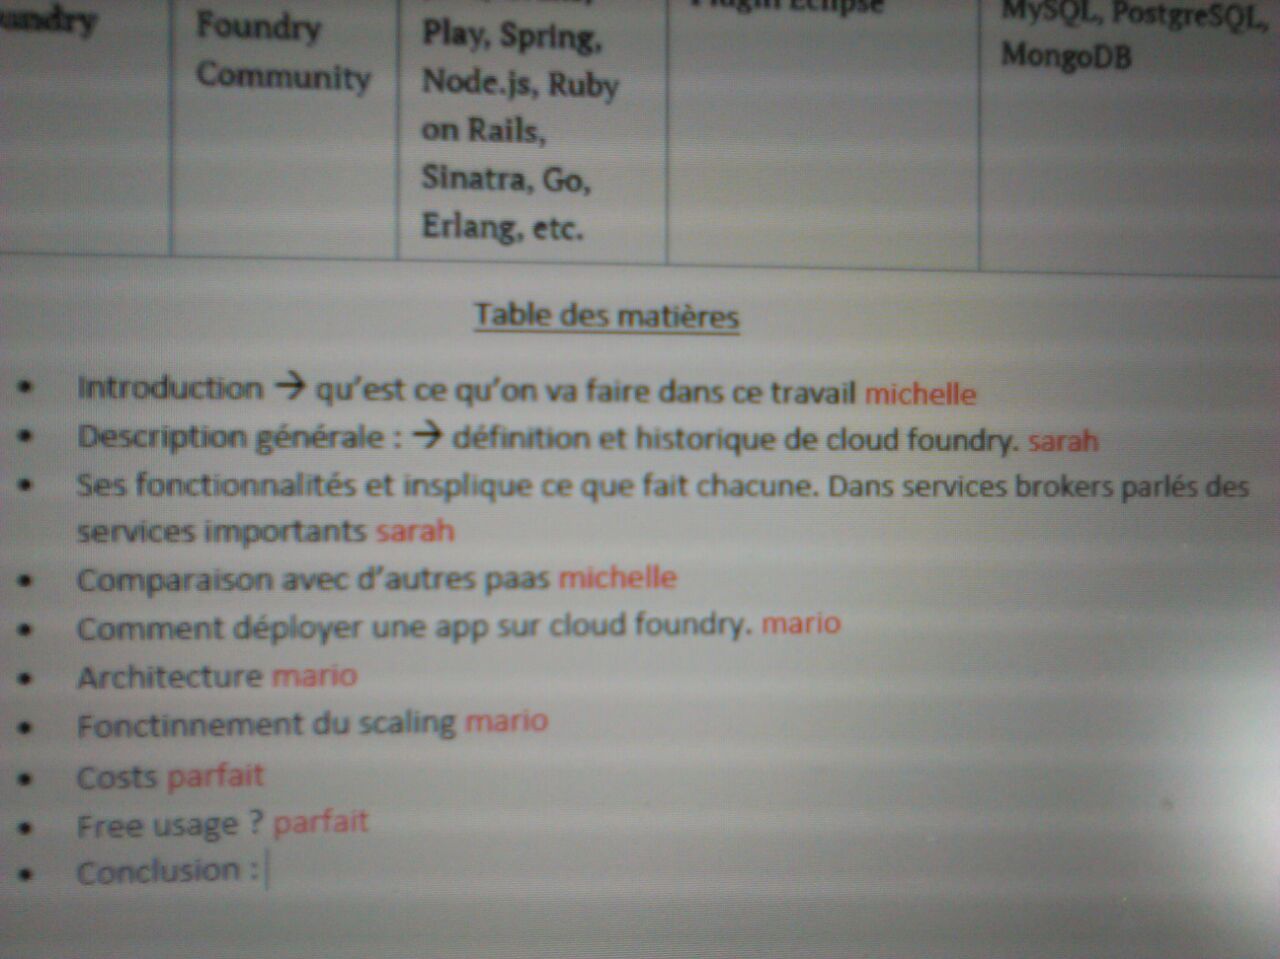 Foundry
Community
Play, Spring,
Node.js, Ruby
on Rails,
Sinatra, Go,
Erlang, etc.
Plugin Eclipse
MySQL, PostgreSQL,
MongoDB
Table des matières
• Introduction → qu'est ce qu'on va faire dans ce travail michelle
• Description générale : → définition et historique de cloud foundry. sarah
• Ses fonctionnalités et insplique ce que fait chacune. Dans services brokers parlés des
services importants sarah
• Comparaison avec d'autres paas michelle
• Comment déployer une app sur cloud foundry. mario
• Architecture mario
• Fonctinnement du scaling mario
• Costs parfait
• Free usage ? parfait
• Conclusion :